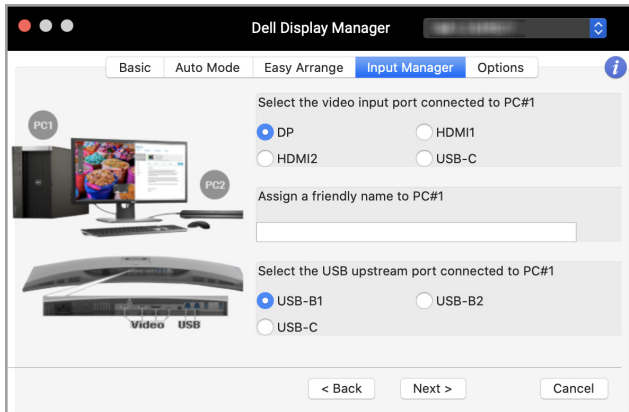 Dell Display Manager
Basic Auto Mode Easy Arrange Input Manager Options i
Select the video input port connected to PC#1
DP HDMI1
HDMI2 USB-C
PC1
PC2
Assign a friendly name to PC#1
Select the USB upstream port connected to PC#1
USB-B1 USB-B2
USB-C
Video USB
< Back Next > Cancel